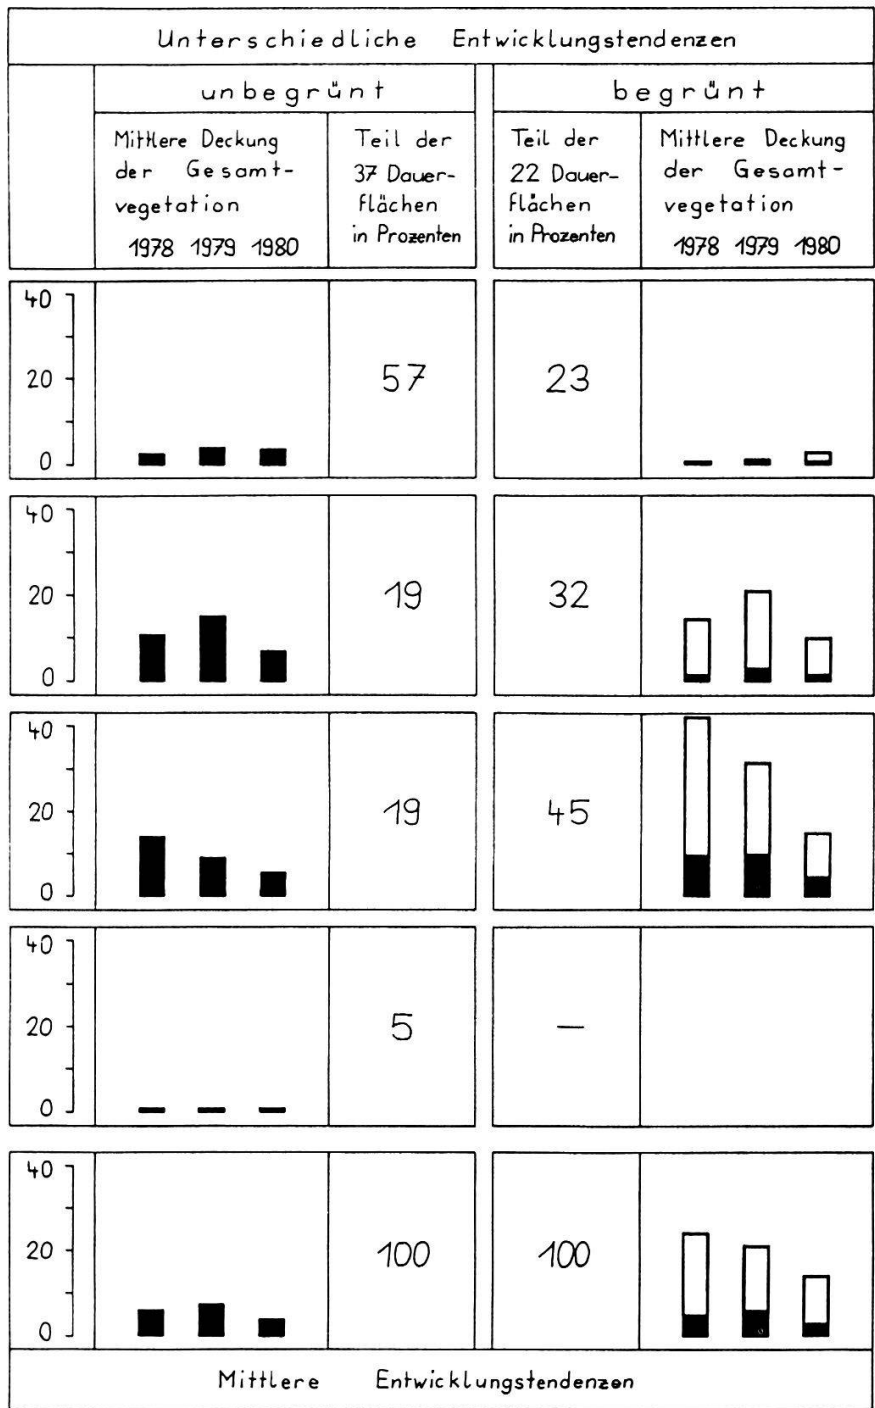 Unterschiedliche Entwicklungstendenzen
unbegrünt
begrünt
Mittlere Deckung
der Gesamt-
vegetation
1978 1979 1980
Teil der
37 Dauer-
flächen
in Prozenten
Teil der
22 Dauer-
flächen
in Prozenten
Mittlere Deckung
der Gesamt-
vegetation
1978 1979 1980
40
20
0
57
23
40
20
0
19
32
40
20
0
19
45
40
20
0
5
–
40
20
0
100
100
Mittlere Entwicklungstendenzen